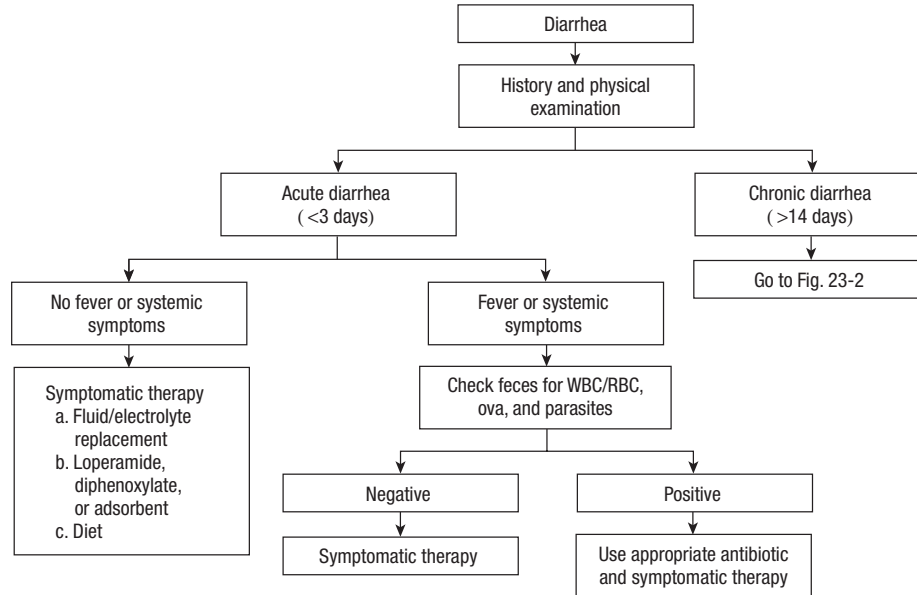 Diarrhea
History and physical
examination
Acute diarrhea
( <3 days)
Chronic diarrhea
( >14 days)
Go to Fig. 23-2
No fever or systemic
symptoms
Fever or systemic
symptoms
Symptomatic therapy
a. Fluid/electrolyte
replacement
b. Loperamide,
diphenoxylate,
or adsorbent
c. Diet
Check feces for WBC/RBC,
ova, and parasites
Negative
Positive
Symptomatic therapy
Use appropriate antibiotic
and symptomatic therapy